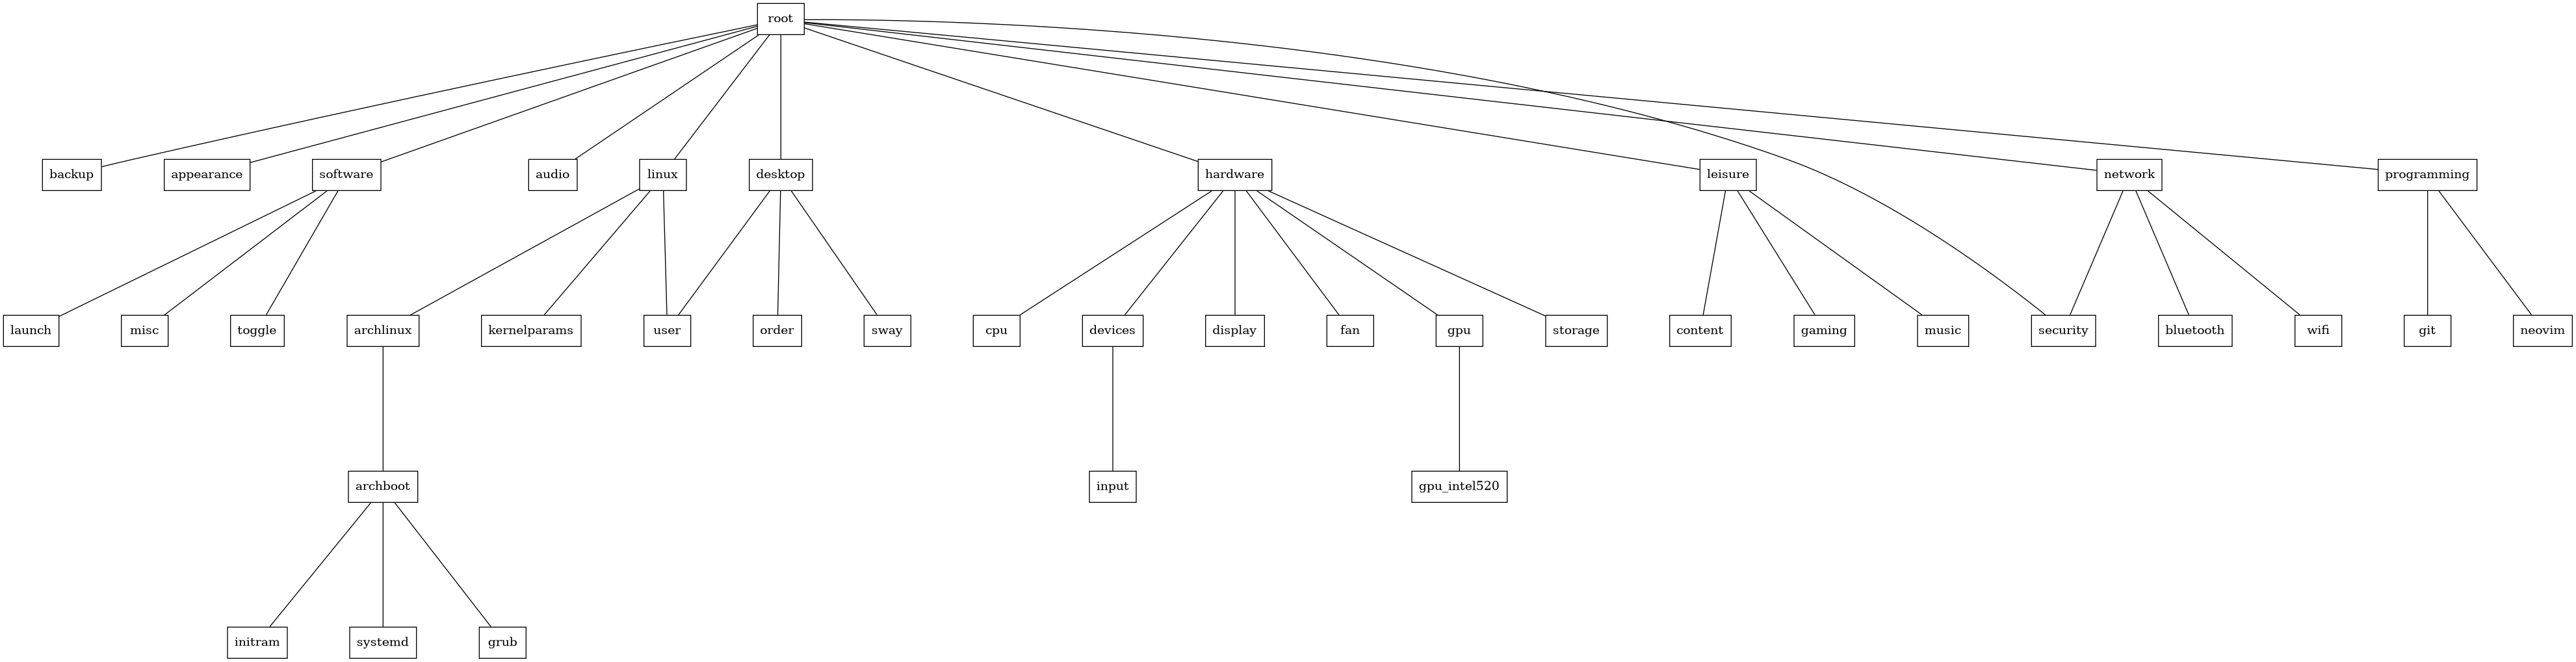 root
backup
appearance
software
audio
linux
desktop
hardware
leisure
network
programming
launch
misc
toggle
archlinux
kernelparams
user
order
sway
cpu
devices
display
fan
gpu
storage
content
gaming
music
security
bluetooth
wifi
git
neovim
archboot
input
gpu_intel520
initram
systemd
grub